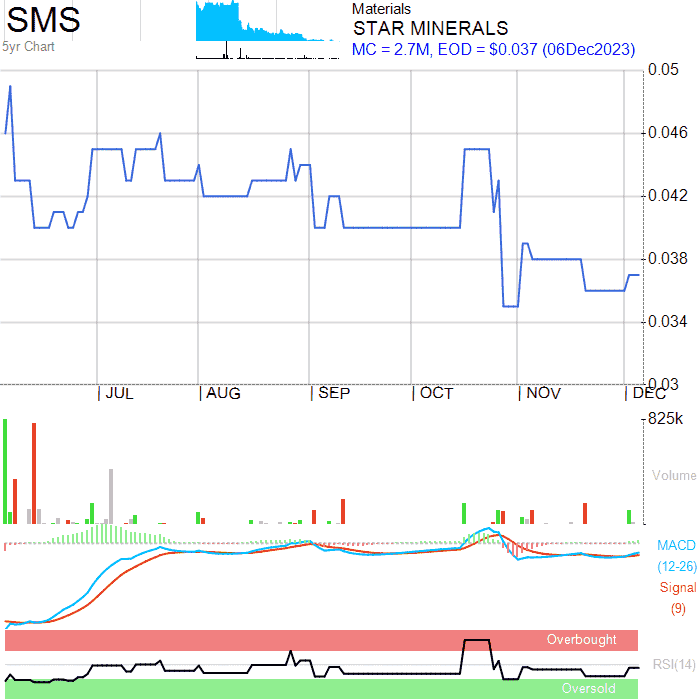 SMS
5yr Chart
Materials
STAR MINERALS
MC = 2.7M, EOD = $0.037 (06Dec2023)
0.05
0.046
0.042
0.038
0.034
0.03
JUL
AUG
SEP
OCT
NOV
DEC
825k
Volume
MACD
(12-26)
Signal
(9)
Overbought
RSI(14)
Oversold